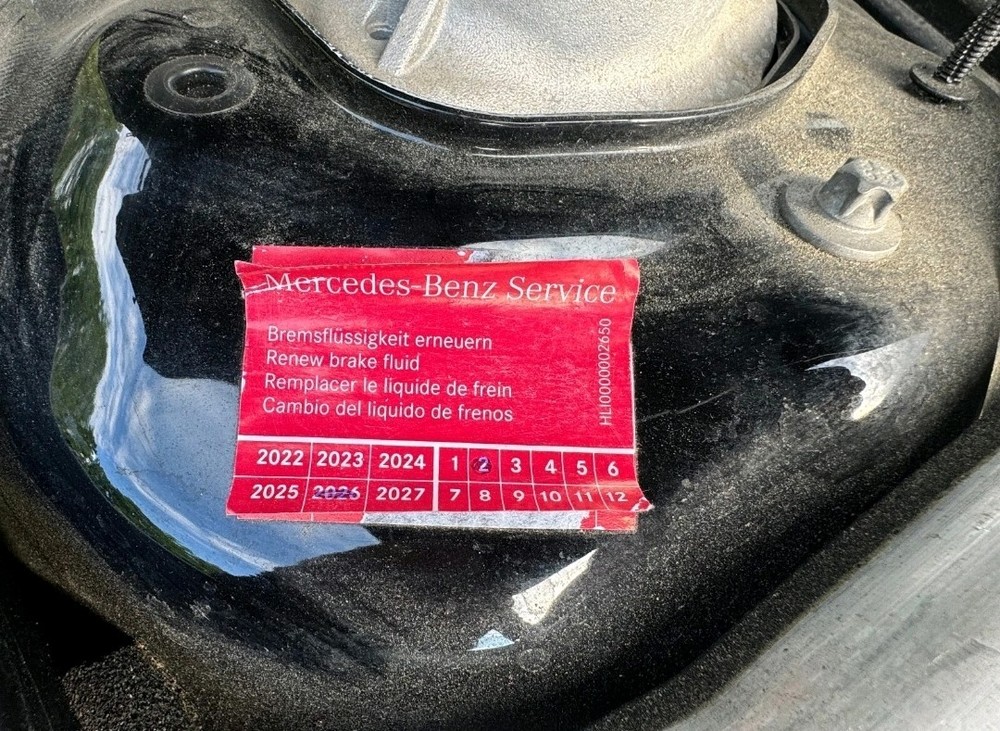 Mercedes-Benz Service
Bremsflüssigkeit erneuern
Renew brake fluid
Remplacer le liquide de frein
Cambio del liquido de frenos
HLI0000002650
2022 2023 2024 1 2 3 4 5 6
2025 2026 2027 7 8 9 10 11 12